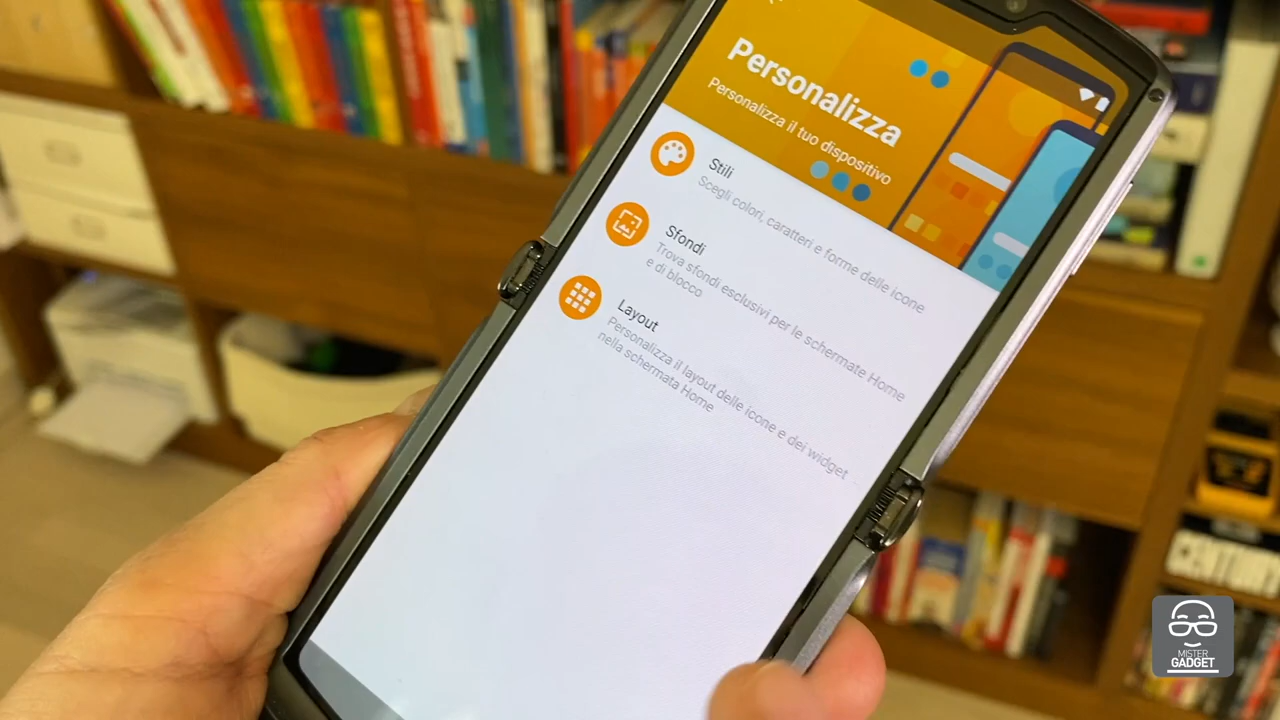 Personalizza
Personalizza il tuo dispositivo
Stili
Scegli colori, caratteri e forme delle icone
Sfondi
Trova sfondi esclusivi per le schermate Home
e di blocco
Layout
Personalizza il layout delle icone e dei widget
nella schermata Home
CENTURY
MISTER
GADGET